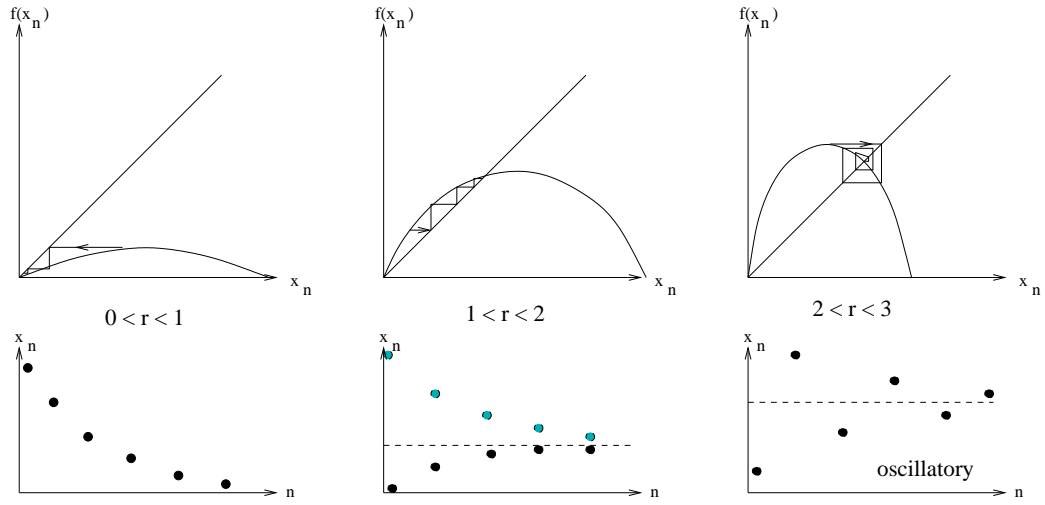 f(x_n) f(x_n) f(x_n)
x_n x_n x_n
0 < r < 1 1 < r < 2 2 < r < 3
x_n x_n x_n
oscillatory
n n n